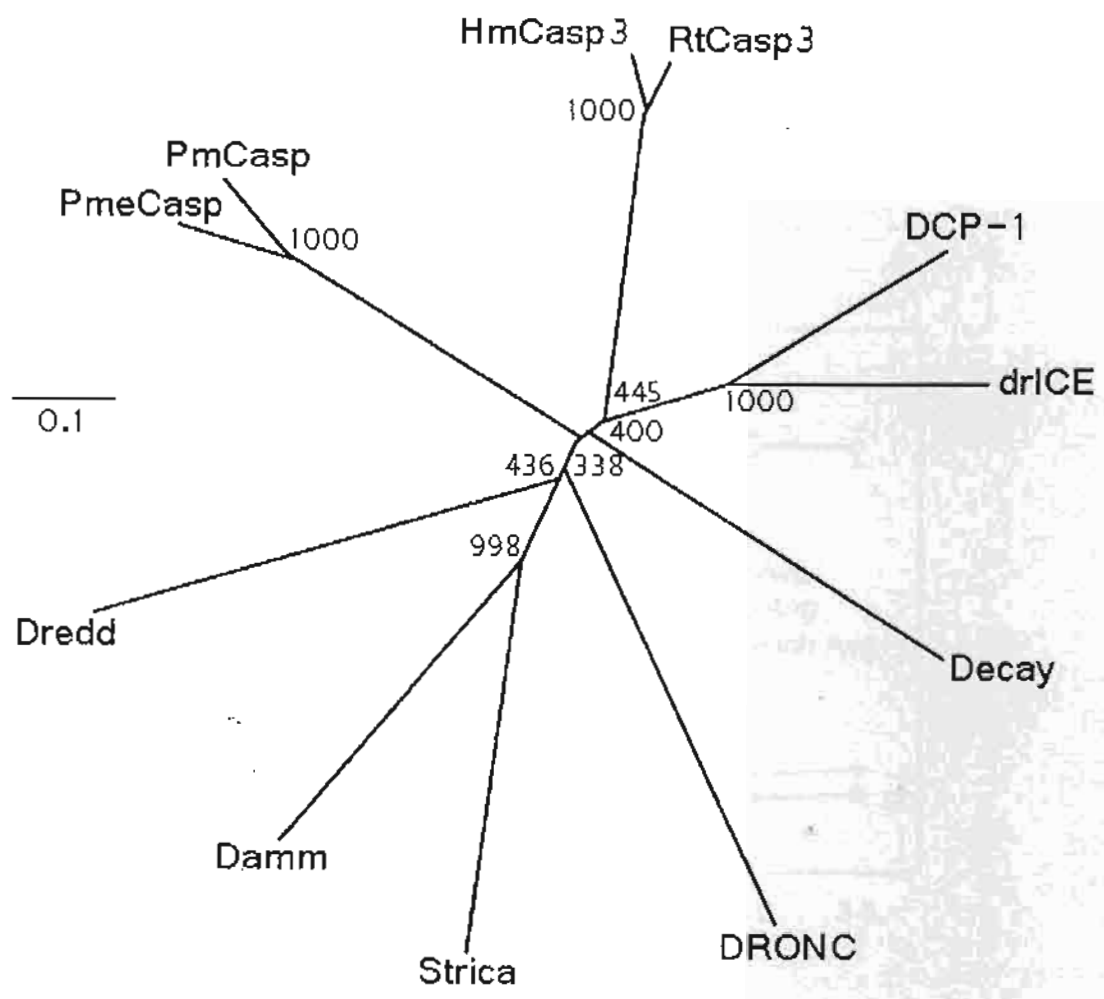 HmCasp3
RtCasp3
1000
PmCasp
PmeCasp
1000
DCP-1
drICE
445
1000
0.1
400
436
338
998
Dredd
Decay
Damm
DRONC
Strica